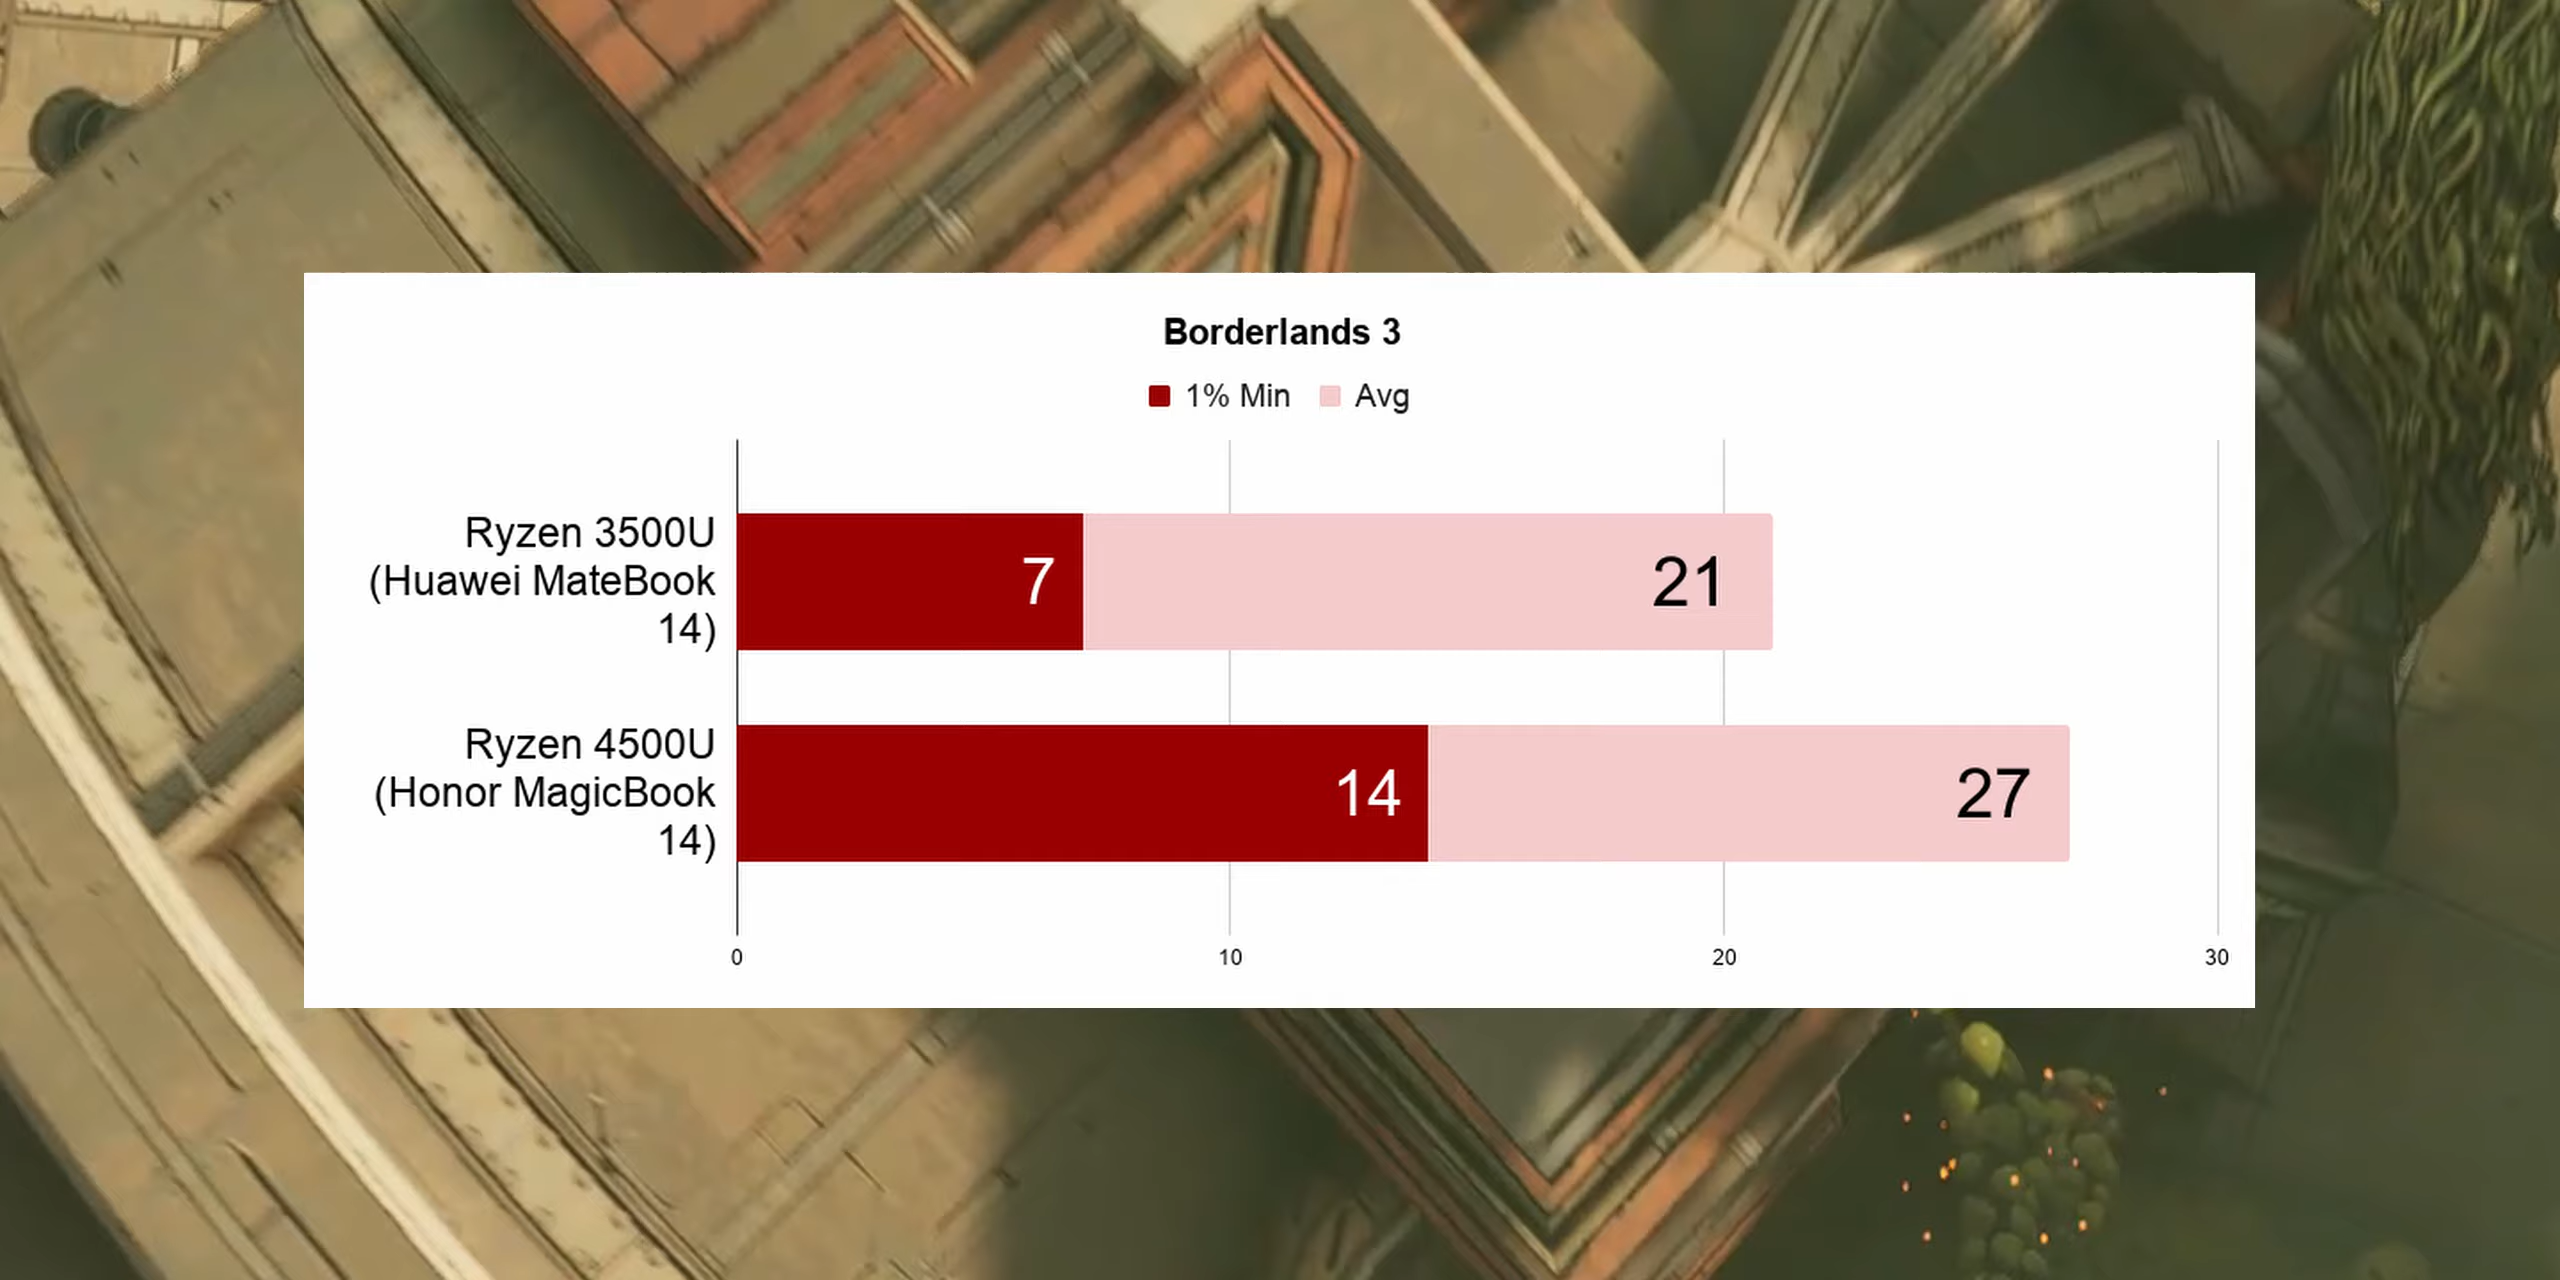 Borderlands 3
1% Min Avg
Ryzen 3500U
(Huawei MateBook
14)
7 21
Ryzen 4500U
(Honor MagicBook
14)
14 27
0 10 20 30